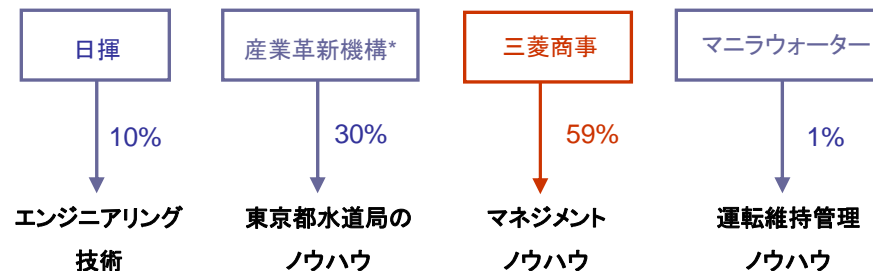 日揮
産業革新機構*
三菱商事
マニラウォーター
10%
30%
59%
1%
エンジニアリング
技術
東京都水道局の
ノウハウ
マネジメント
ノウハウ
運転維持管理
ノウハウ